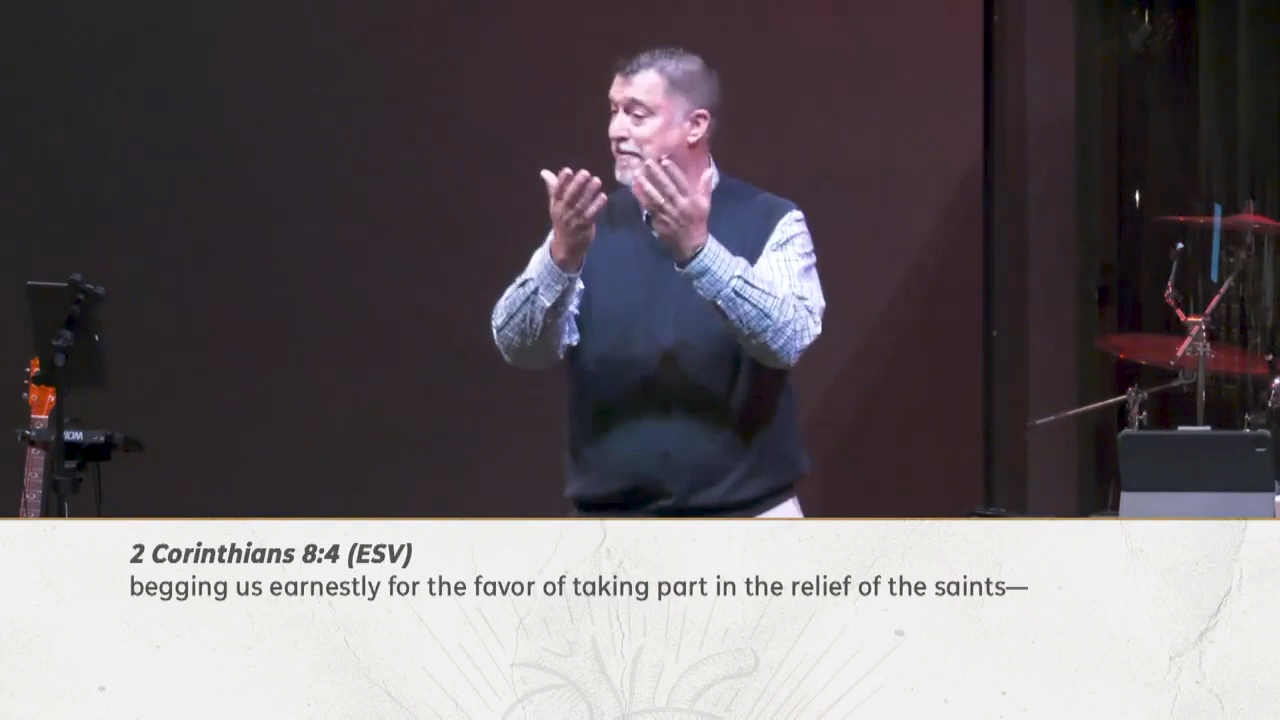 2 Corinthians 8:4 (ESV)
begging us earnestly for the favor of taking part in the relief of the saints—